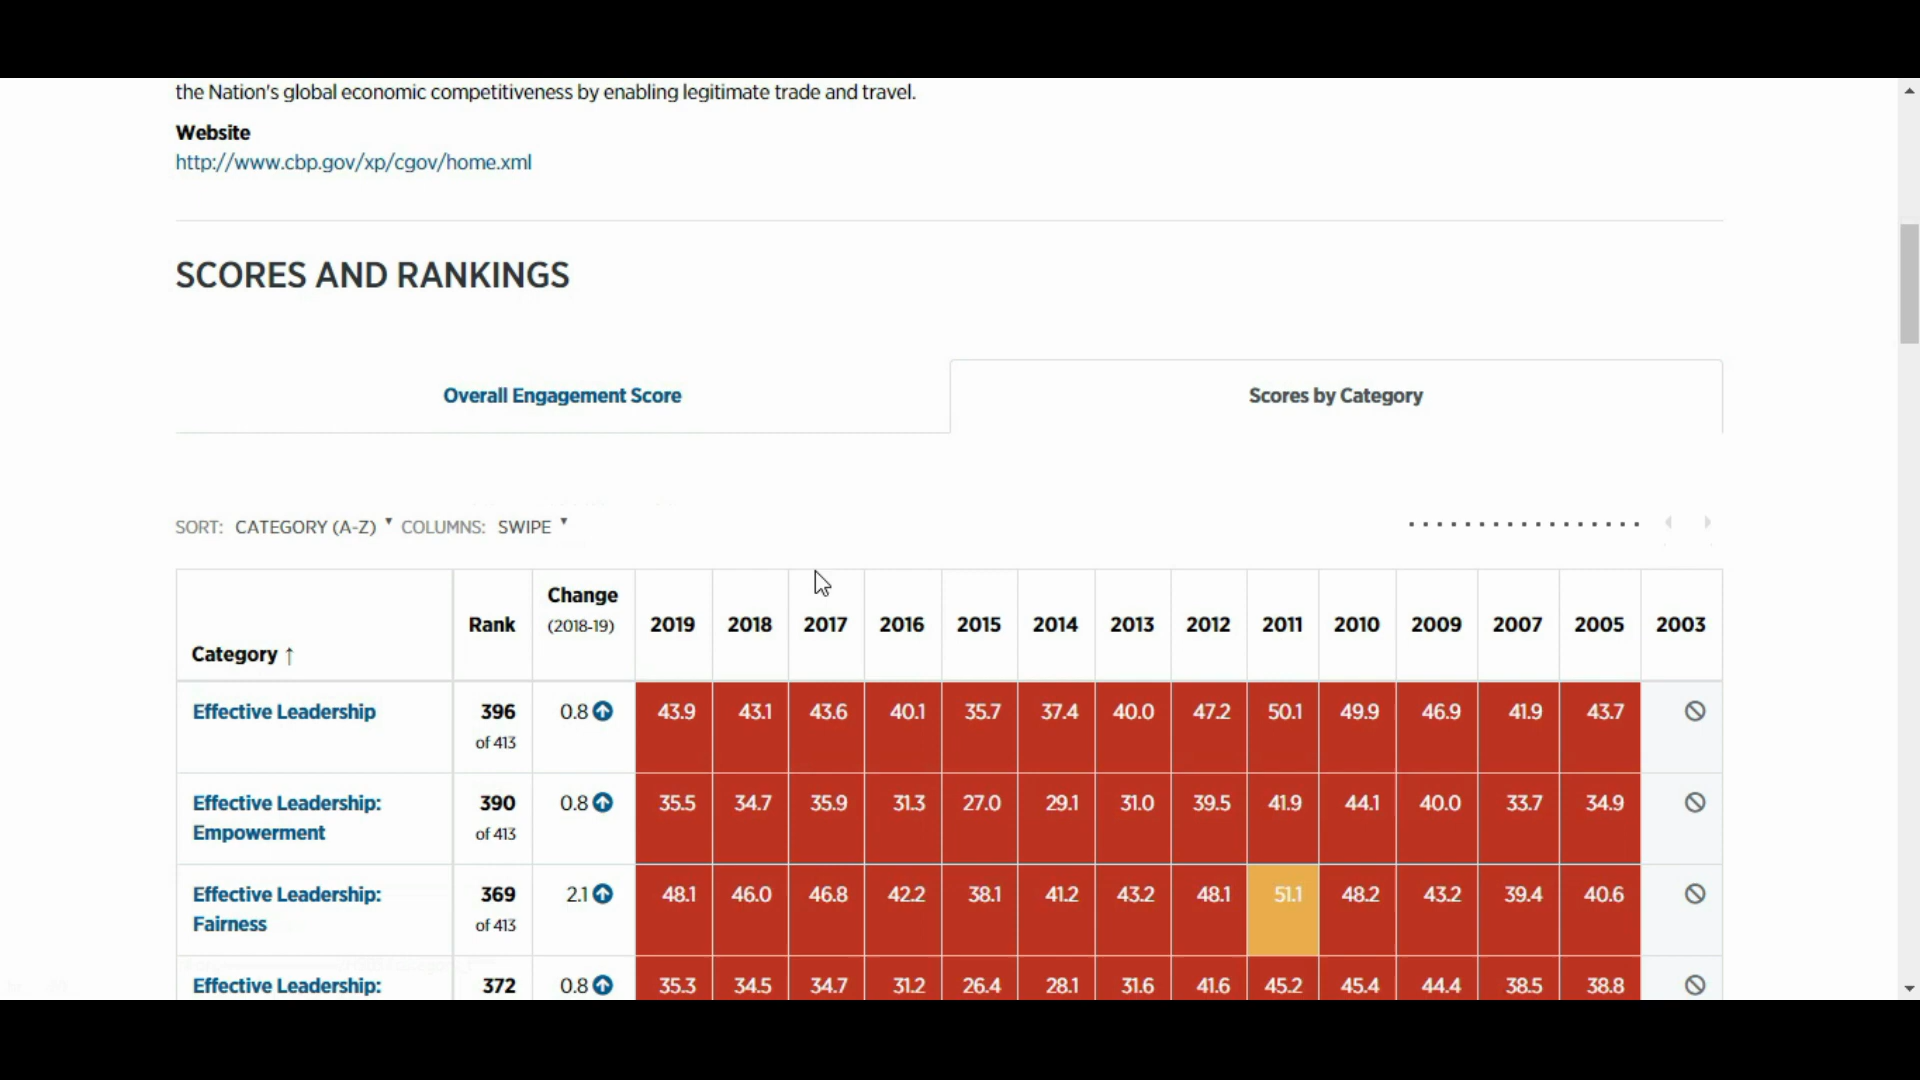 the Nation's global economic competitiveness by enabling legitimate trade and travel.
Website
http://www.cbp.gov/xp/cgov/home.xml
SCORES AND RANKINGS
Overall Engagement Score
Scores by Category
SORT: CATEGORY (A-Z) ▼ COLUMNS: SWIPE ▼
Category ↑ Rank Change (2018-19) 2019 2018 2017 2016 2015 2014 2013 2012 2011 2010 2009 2007 2005 2003
Effective Leadership 396 0.8 43.9 43.1 43.6 40.1 35.7 37.4 40.0 47.2 50.1 49.9 46.9 41.9 43.7
of 413
Effective Leadership: 390 0.8 35.5 34.7 35.9 31.3 27.0 29.1 31.0 39.5 41.9 44.1 40.0 33.7 34.9
Empowerment of 413
Effective Leadership: 369 2.1 48.1 46.0 46.8 42.2 38.1 41.2 43.2 48.1 51.1 48.2 43.2 39.4 40.6
Fairness of 413
Effective Leadership: 372 0.8 35.3 34.5 34.7 31.2 26.4 28.1 31.6 41.6 45.2 45.4 44.4 38.5 38.8